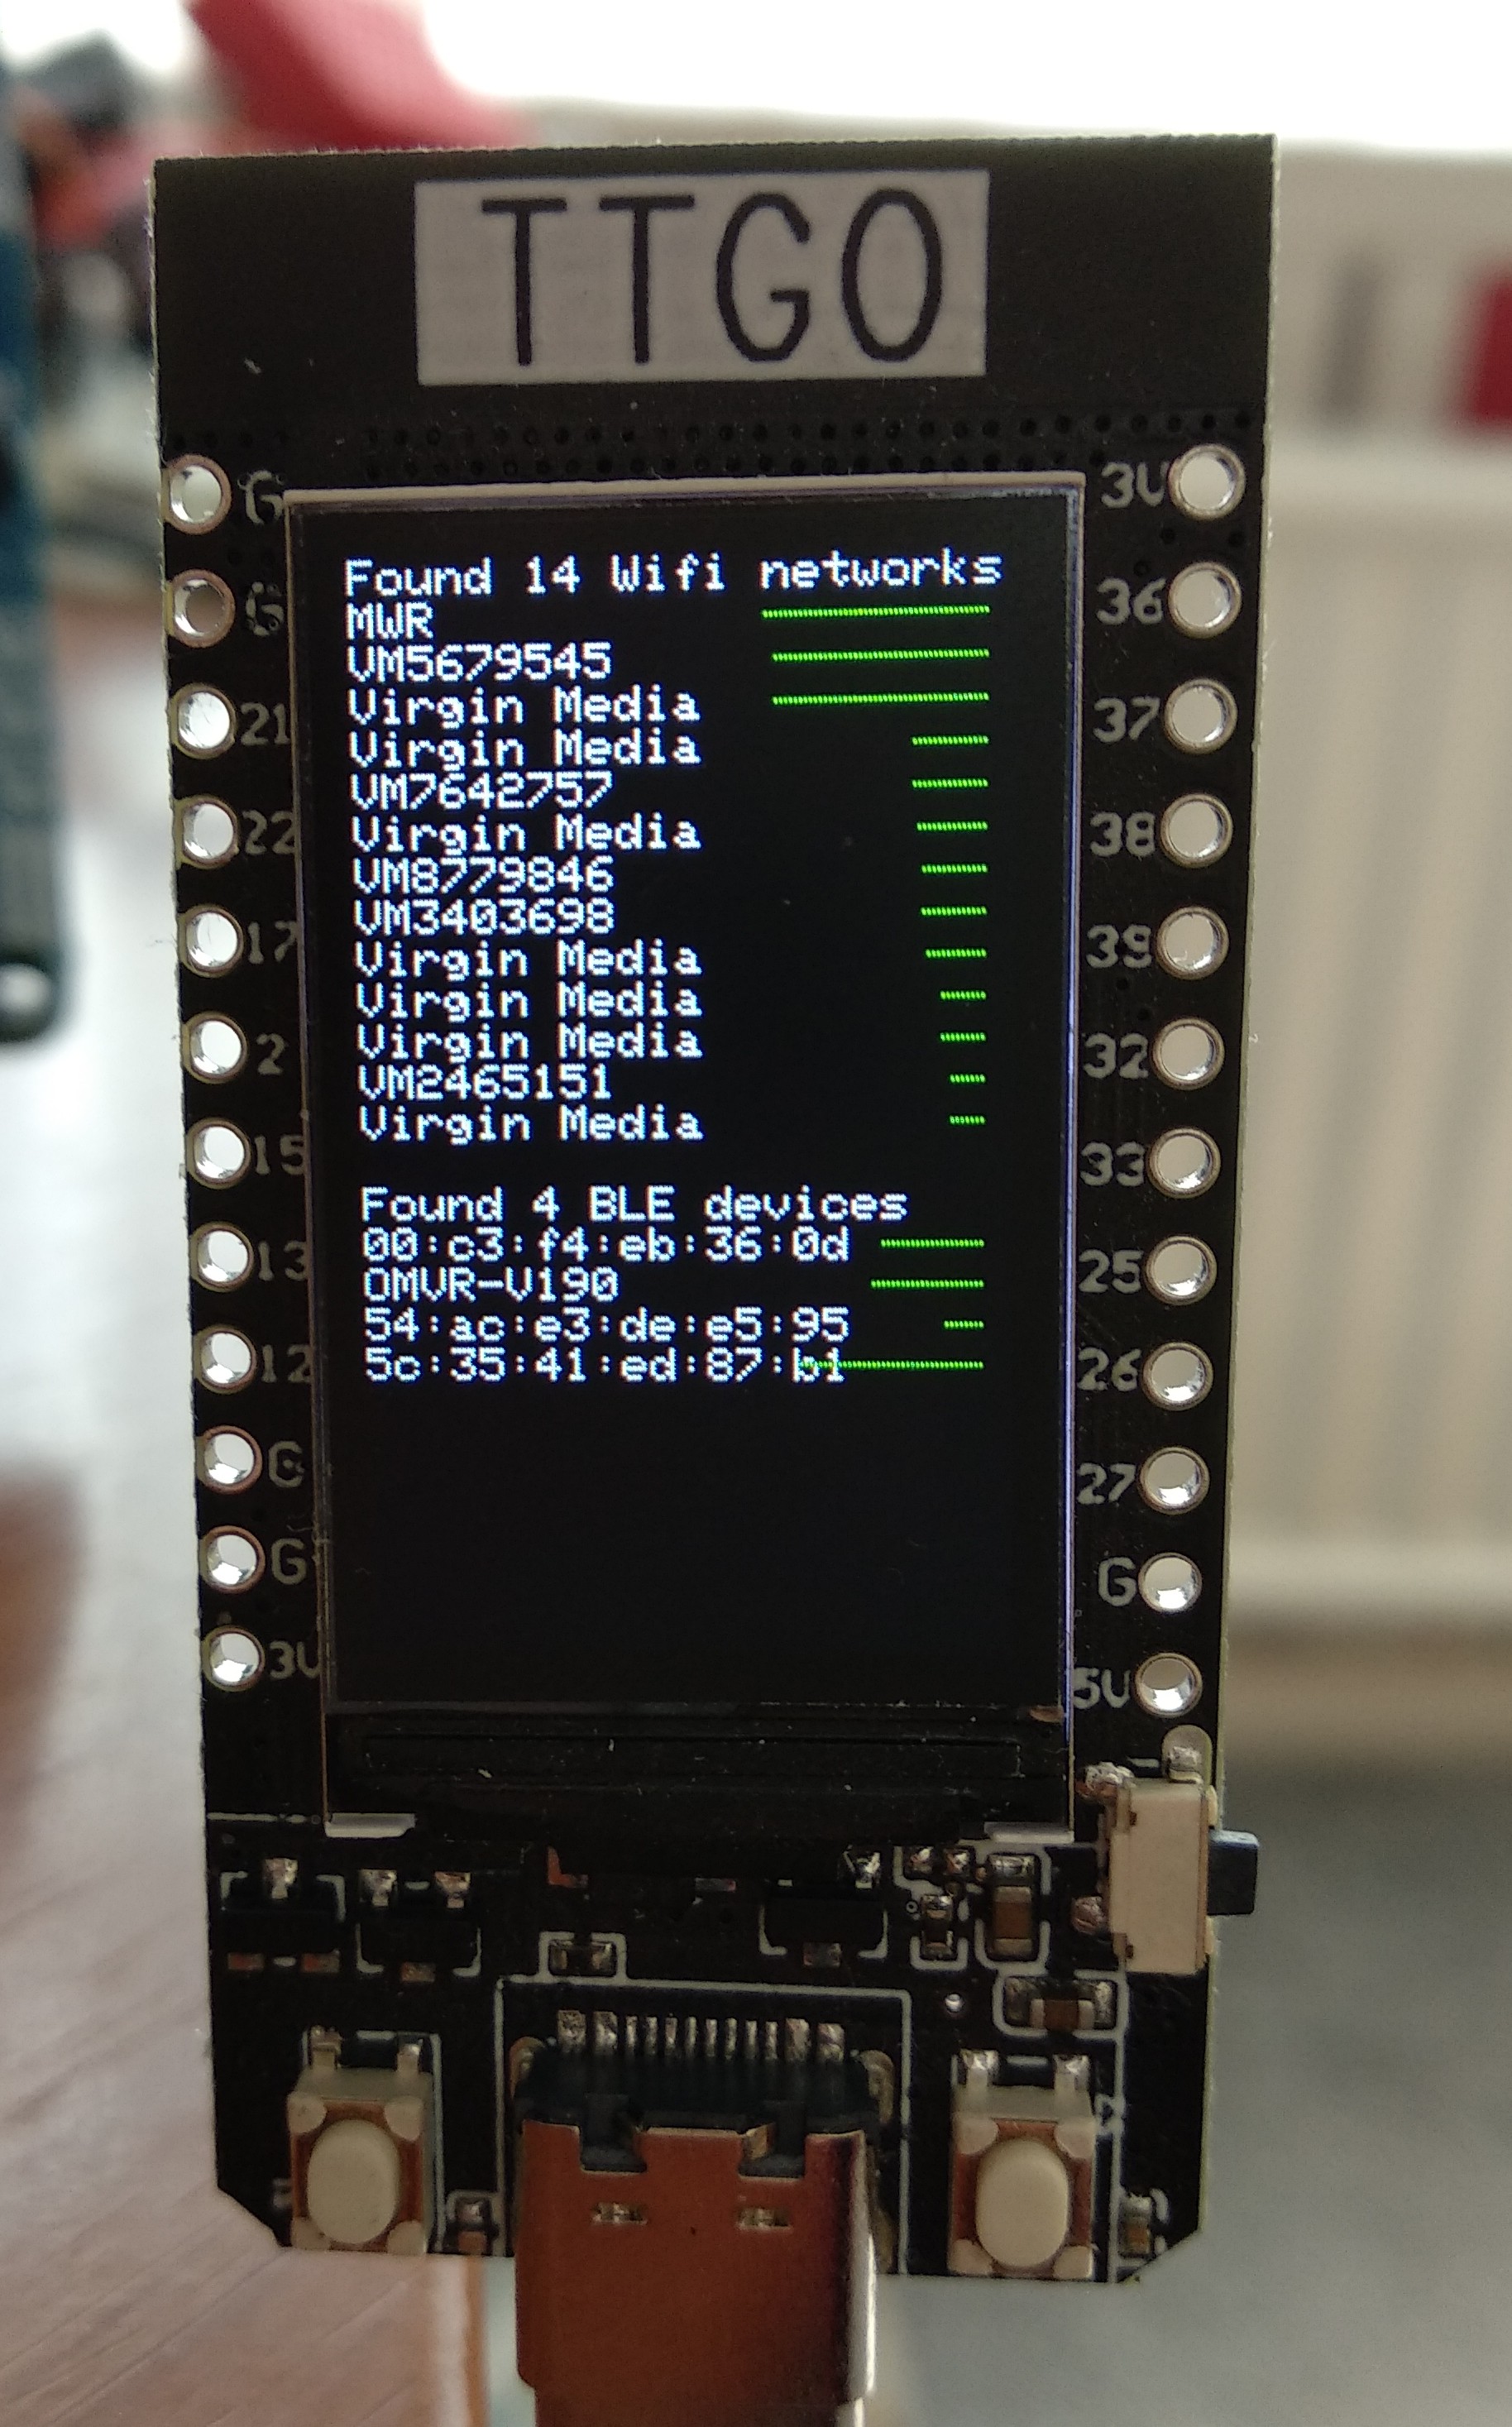 TTGO
G 3V
G 36
21 37
22 38
17 39
2 32
15 33
13 25
12 26
G 27
G G
3V 5V
Found 14 Wifi networks
MWR
VM5679545
Virgin Media
Virgin Media
VM7642757
Virgin Media
VM8779846
VM3403698
Virgin Media
Virgin Media
Virgin Media
VM2465151
Virgin Media
Found 4 BLE devices
00:c3:f4:eb:36:0d
OMVR-V190
54:ac:e3:de:e5:95
5c:35:41:ed:87:b1